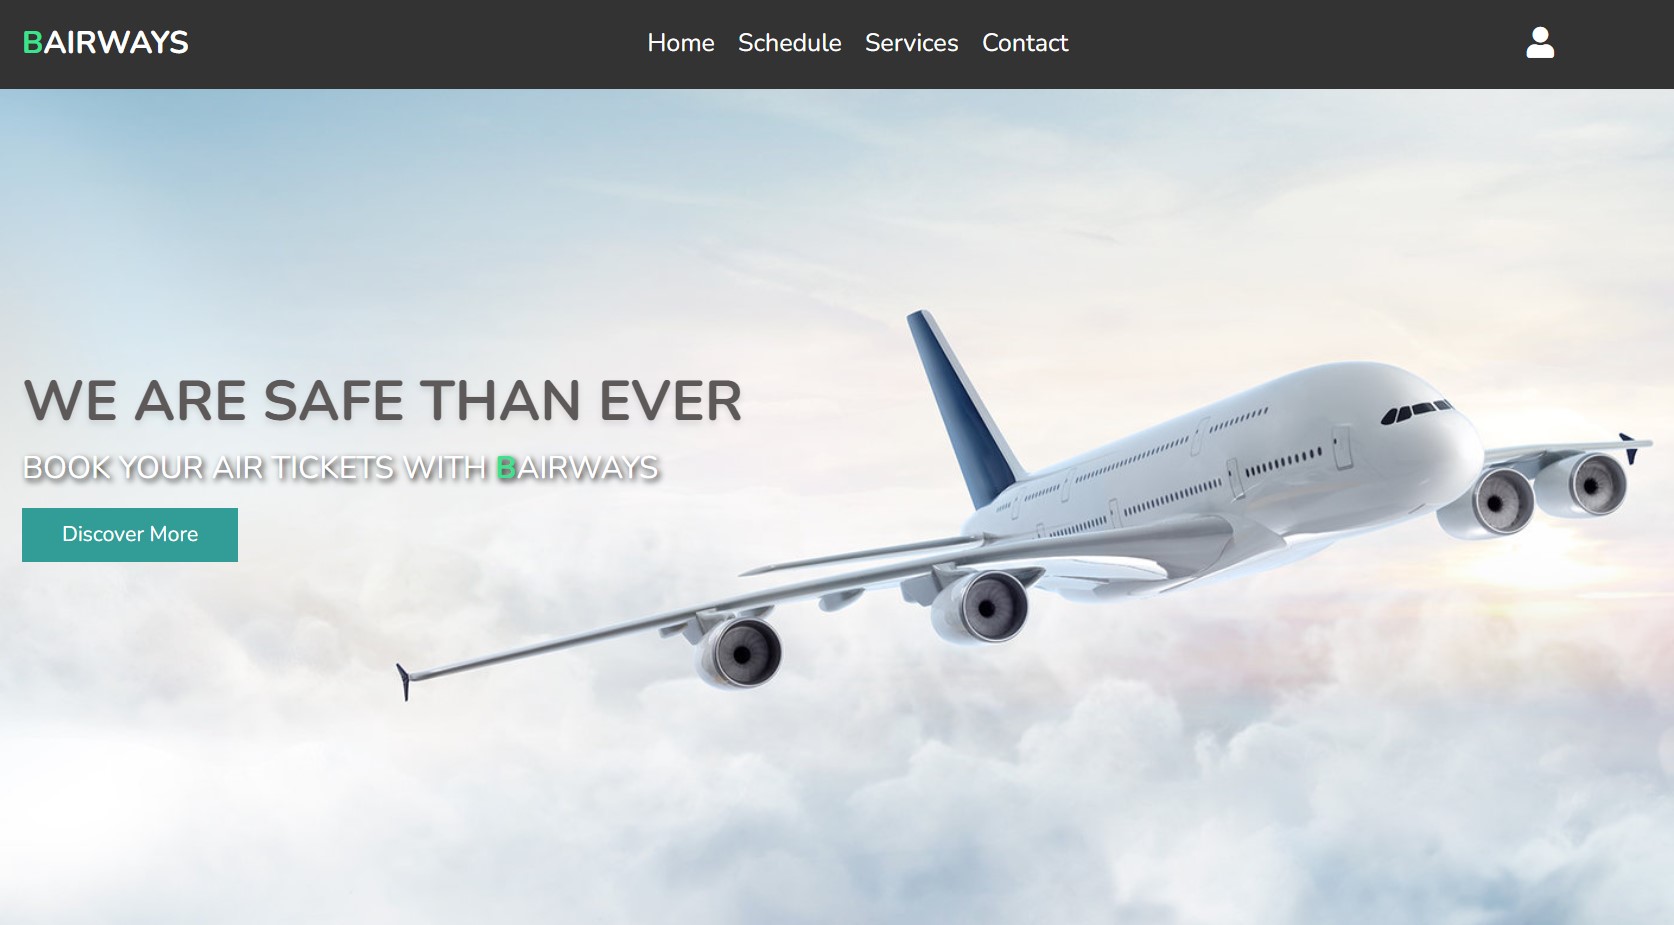 BAIRWAYS
Home Schedule Services Contact
WE ARE SAFE THAN EVER
BOOK YOUR AIR TICKETS WITH BAIRWAYS
Discover More